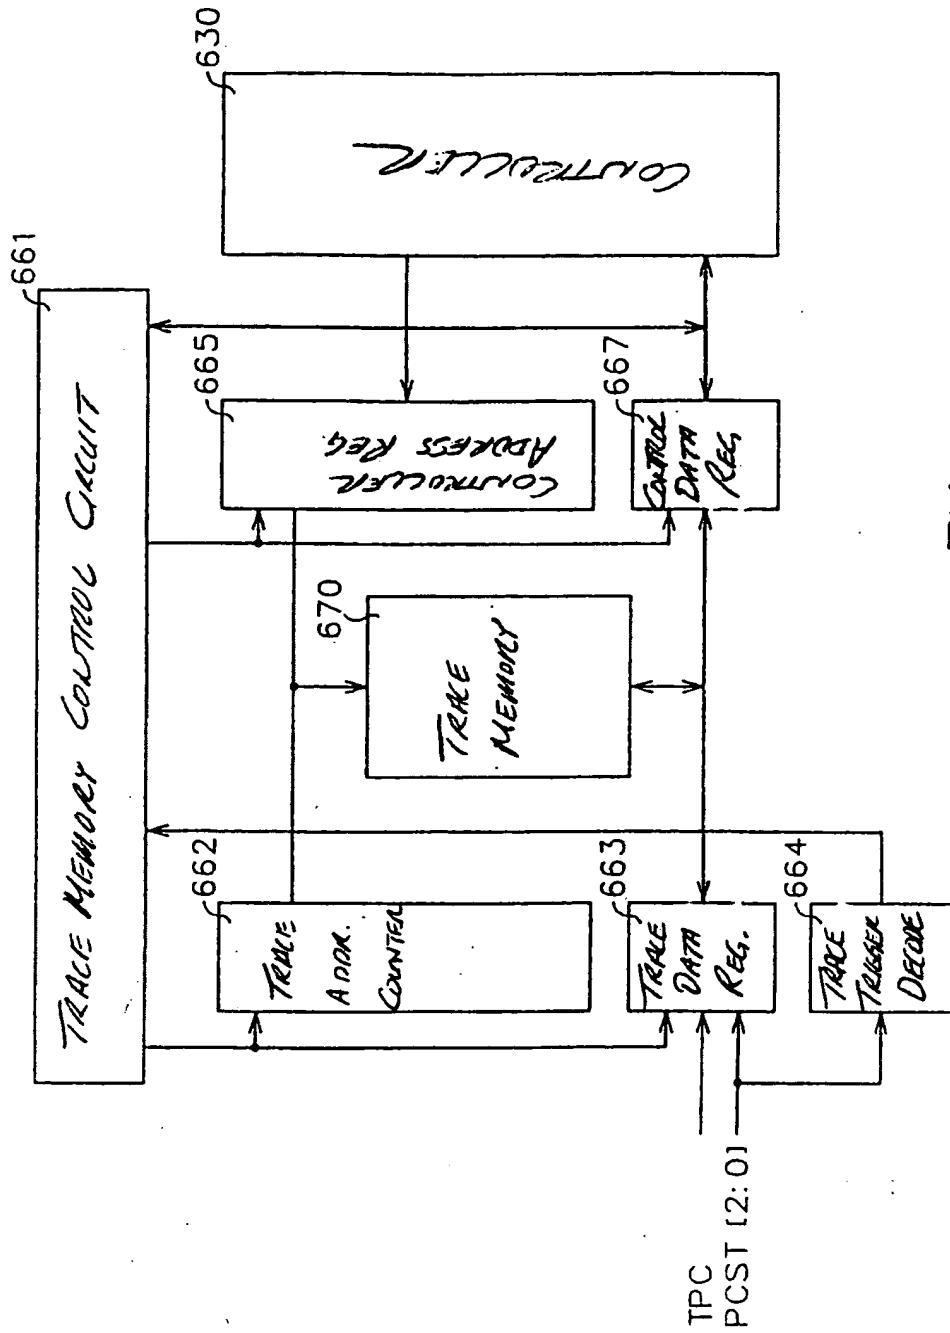 661
TRACE MEMORY CONTROL CIRCUIT
662
TRACE
ADDR.
COUNTER
665
CONTROLLER
ADDRESS REG.
630
CONTROLLER
670
TRACE
MEMORY
663
TRACE
DATA
REG.
667
CONTROL
DATA
REG.
664
TRACE
TRIGGER
DECODE
TPC
PCST [2:0]